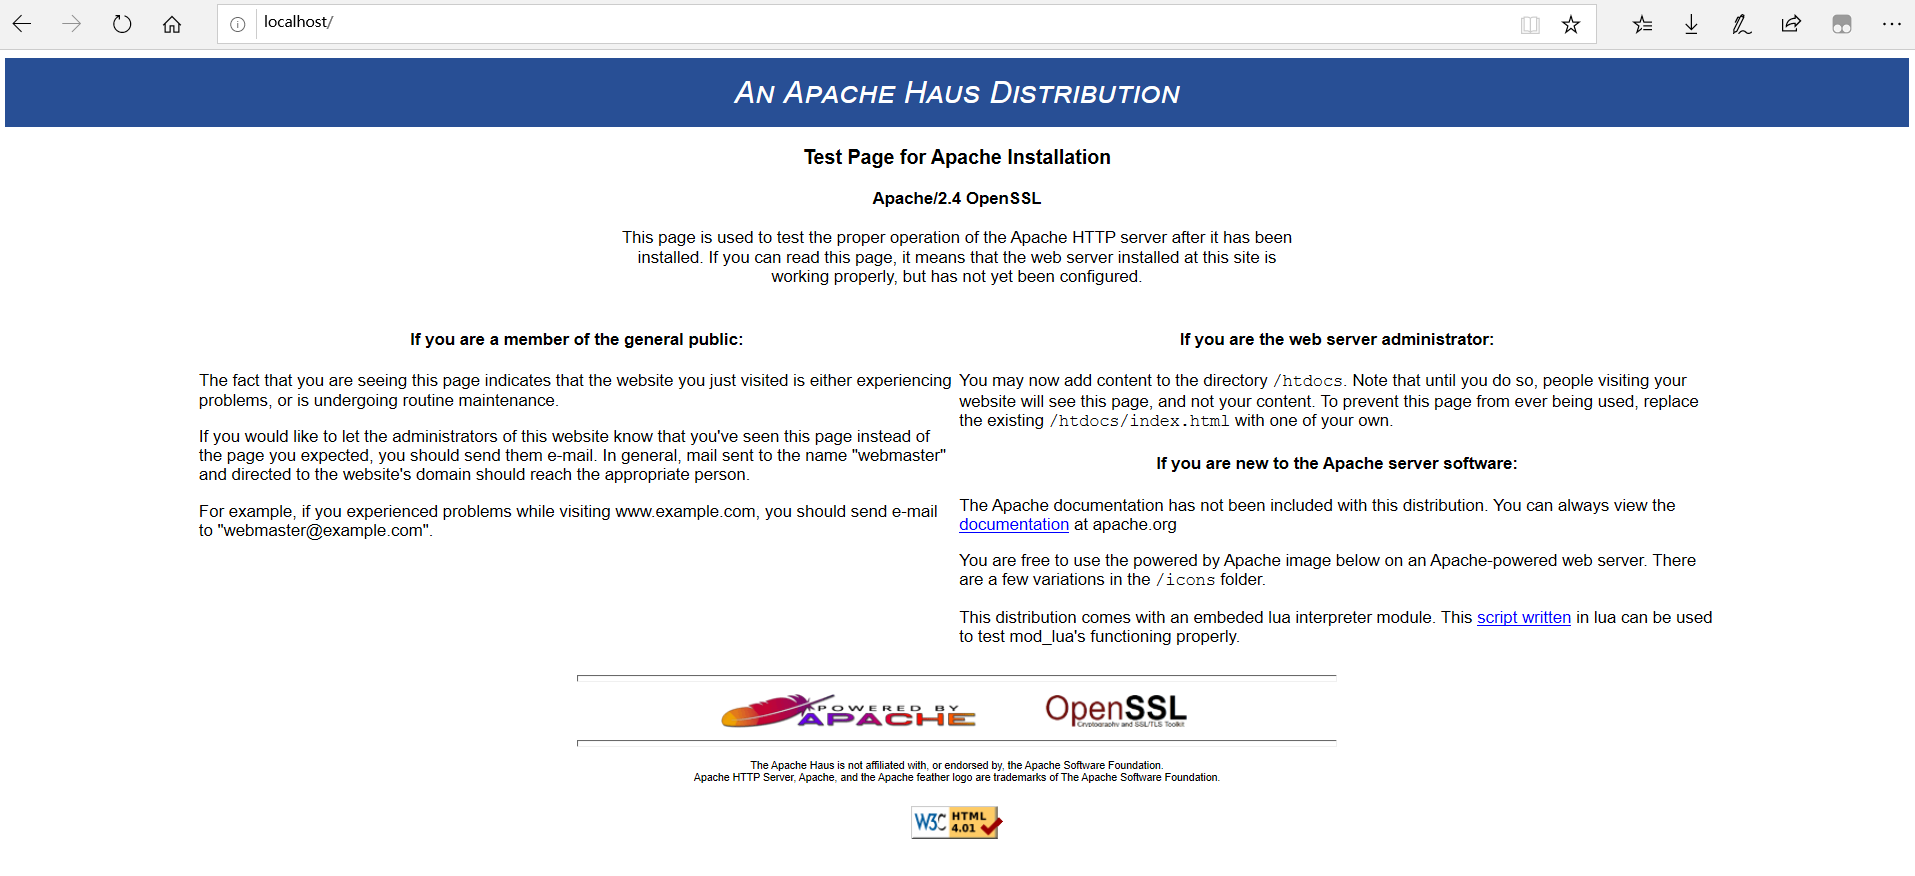 localhost/
An Apache Haus Distribution
Test Page for Apache Installation
Apache/2.4 OpenSSL
This page is used to test the proper operation of the Apache HTTP server after it has been
installed. If you can read this page, it means that the web server installed at this site is
working properly, but has not yet been configured.
If you are a member of the general public:
The fact that you are seeing this page indicates that the website you just visited is either experiencing
problems, or is undergoing routine maintenance.
If you would like to let the administrators of this website know that you've seen this page instead of
the page you expected, you should send them e-mail. In general, mail sent to the name "webmaster"
and directed to the website's domain should reach the appropriate person.
For example, if you experienced problems while visiting www.example.com, you should send e-mail
to "webmaster@example.com".
If you are the web server administrator:
You may now add content to the directory /htdocs. Note that until you do so, people visiting your
website will see this page, and not your content. To prevent this page from ever being used, replace
the existing /htdocs/index.html with one of your own.
If you are new to the Apache server software:
The Apache documentation has not been included with this distribution. You can always view the
documentation at apache.org
You are free to use the powered by Apache image below on an Apache-powered web server. There
are a few variations in the /icons folder.
This distribution comes with an embeded lua interpreter module. This script written in lua can be used
to test mod_lua's functioning properly.
POWERED BY
APACHE
OpenSSL
Cryptography and SSL/TLS Toolkit
The Apache Haus is not affiliated with, or endorsed by, the Apache Software Foundation.
Apache HTTP Server, Apache, and the Apache feather logo are trademarks of The Apache Software Foundation.
W3C HTML
4.01